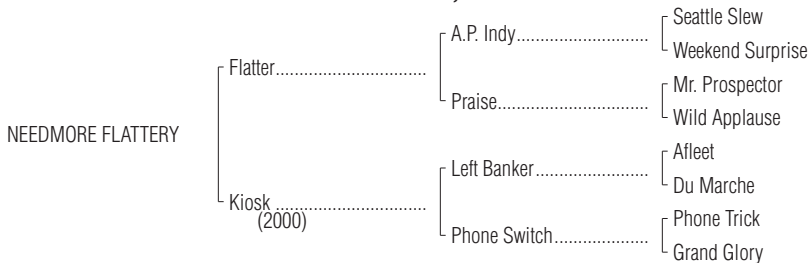 Seattle Slew
A.P. Indy
Weekend Surprise
Flatter
Mr. Prospector
Praise
Wild Applause
NEEDMORE FLATTERY
Afleet
Left Banker
Du Marche
Kiosk
(2000)
Phone Trick
Phone Switch
Grand Glory